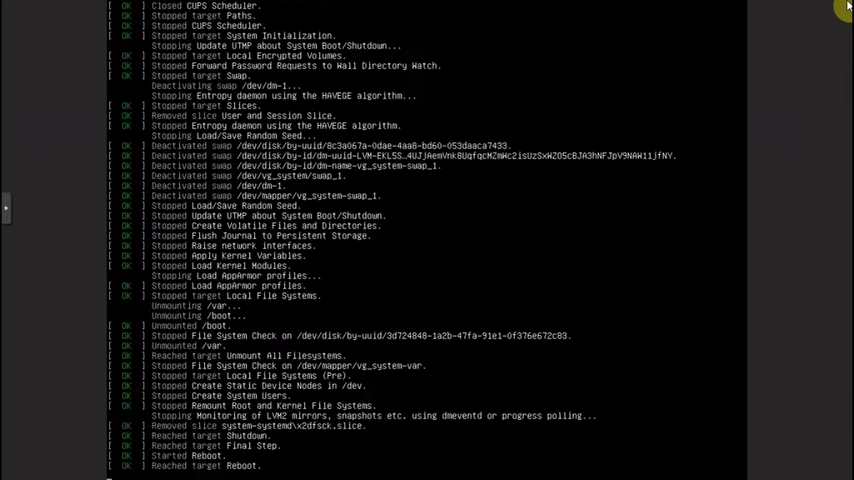 [  OK  ] Closed CUPS Scheduler.
[  OK  ] Stopped target Paths.
[  OK  ] Stopped CUPS Scheduler.
[  OK  ] Stopped target System Initialization.
Stopping Update UTMP about System Boot/Shutdown...
[  OK  ] Stopped target Local Encrypted Volumes.
[  OK  ] Stopped Forward Password Requests to Wall Directory Watch.
[  OK  ] Stopped target Swap.
Deactivating swap /dev/dm-1...
Stopping Entropy daemon using the HAVEGE algorithm...
[  OK  ] Stopped target Slices.
[  OK  ] Removed slice User and Session Slice.
[  OK  ] Stopped Entropy daemon using the HAVEGE algorithm.
Stopping Load/Save Random Seed...
[  OK  ] Deactivated swap /dev/disk/by-uuid/8c3a067a-0dae-4aa8-bd60-053daaca7433.
[  OK  ] Deactivated swap
[  OK  ] Deactivated swap /dev/disk/by-id/dm-name-vg_system-swap_1.
[  OK  ] Deactivated swap /dev/vg_system/swap_1.
[  OK  ] Deactivated swap /dev/dm-1.
[  OK  ] Deactivated swap /dev/mapper/vg_system-swap_1.
[  OK  ] Stopped Load/Save Random Seed.
[  OK  ] Stopped Update UTMP about System Boot/Shutdown.
[  OK  ] Stopped Create Volatile Files and Directories.
[  OK  ] Stopped Flush Journal to Persistent Storage.
[  OK  ] Stopped Raise network interfaces.
[  OK  ] Stopped Apply Kernel Variables.
[  OK  ] Stopped Load Kernel Modules.
Stopping Load AppArmor profiles...
[  OK  ] Stopped Load AppArmor profiles.
[  OK  ] Stopped target Local File Systems.
Unmounting /var...
Unmounting /boot...
[  OK  ] Unmounted /boot.
[  OK  ] Stopped File System Check on /dev/disk/by-uuid/3d724848-1a2b-47fa-91e1-0f376e672c83.
[  OK  ] Unmounted /var.
[  OK  ] Reached target Unmount All Filesystems.
[  OK  ] Stopped File System Check on /dev/mapper/vg_system-var.
[  OK  ] Stopped target Local File Systems (Pre).
[  OK  ] Stopped Create Static Device Nodes in /dev.
[  OK  ] Stopped Create System Users.
[  OK  ] Stopped Remount Root and Kernel File Systems.
Stopping Monitoring of LVM2 mirrors, snapshots etc. using dmeventd or progress polling...
[  OK  ] Removed slice system-systemd\x2dfsck.slice.
[  OK  ] Reached target Shutdown.
[  OK  ] Reached target Final Step.
[  OK  ] Started Reboot.
[  OK  ] Reached target Reboot.